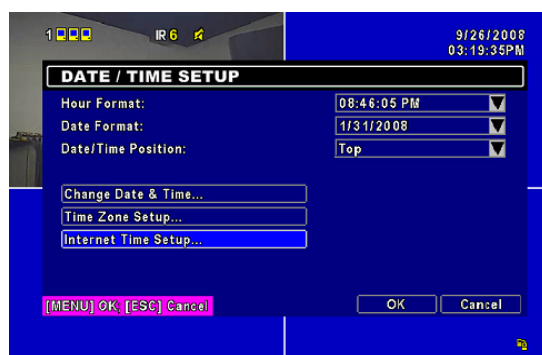 1 IR 6 9/26/2008
03:19:35PM
DATE / TIME SETUP
Hour Format: 08:46:05 PM
Date Format: 1/31/2008
Date/Time Position: Top
Change Date & Time...
Time Zone Setup...
Internet Time Setup...
[MENU] OK; [ESC] Cancel OK Cancel